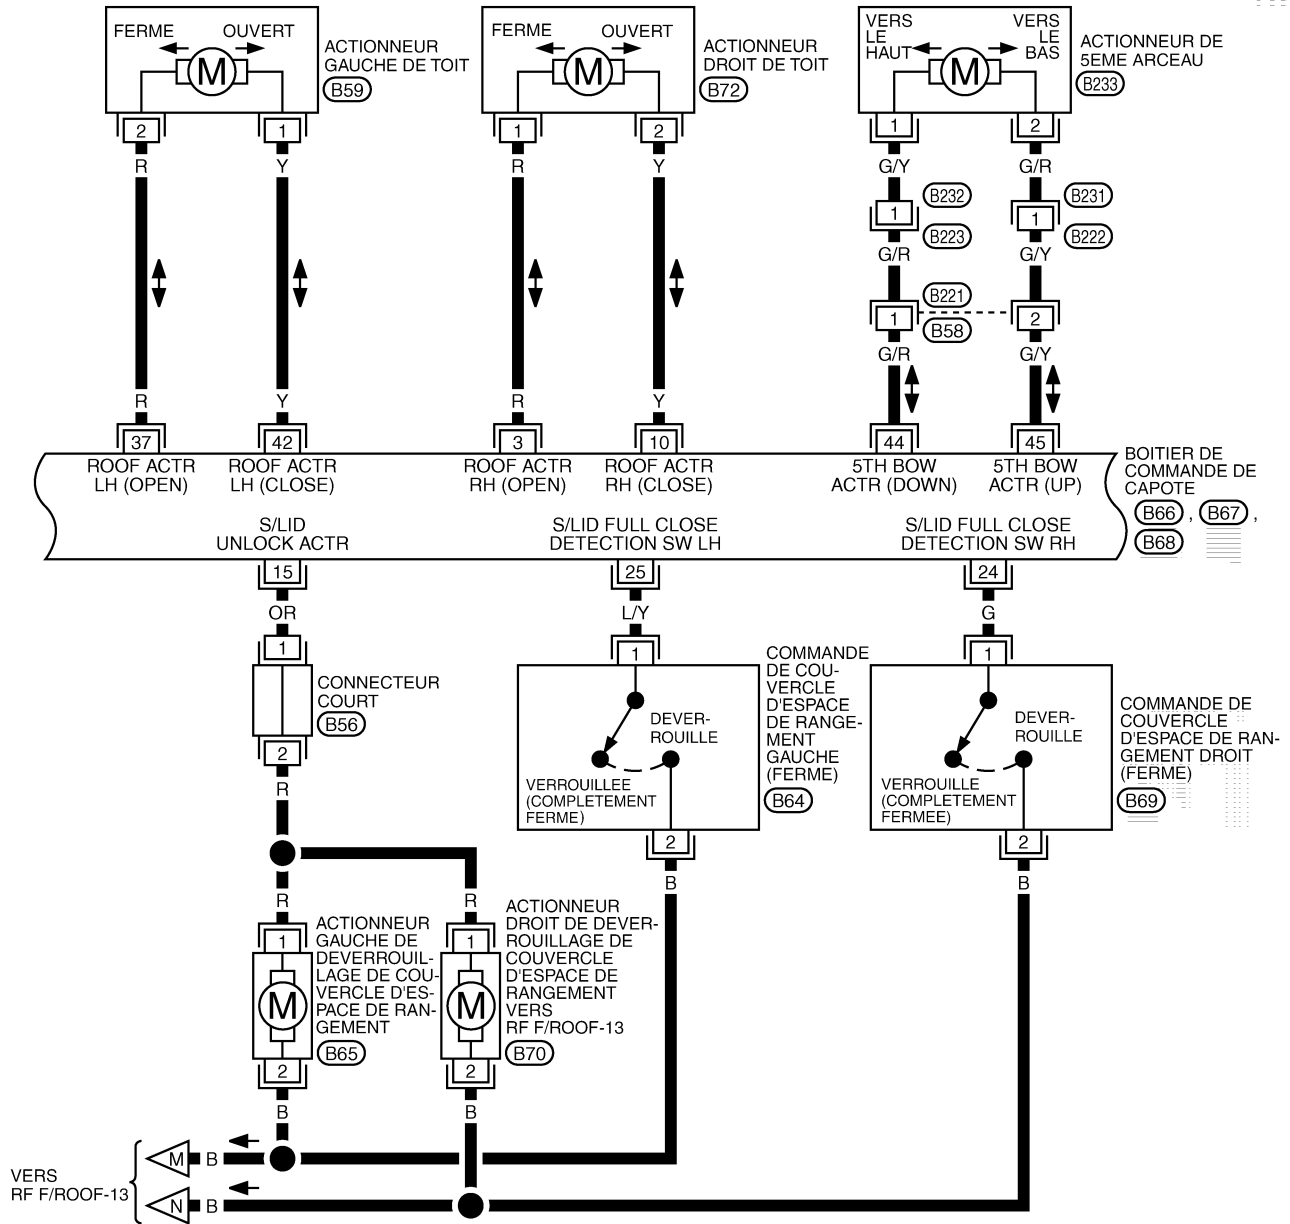 FERME OUVERT
M
ACTIONNEUR
GAUCHE DE TOIT
B59
2 1
R Y
R Y
37 42
FERME OUVERT
M
ACTIONNEUR
DROIT DE TOIT
B72
1 2
R Y
R Y
3 10
VERS
LE
HAUT
VERS
LE
BAS
M
ACTIONNEUR DE
5EME ARCEAU
B233
1 2
G/Y G/R
B232 B231
1 1
B223 B222
G/R G/Y
B221
1 2
B58
G/R G/Y
44 45
ROOF ACTR
LH (OPEN)
ROOF ACTR
LH (CLOSE)
ROOF ACTR
RH (OPEN)
ROOF ACTR
RH (CLOSE)
5TH BOW
ACTR (DOWN)
5TH BOW
ACTR (UP)
BOITIER DE
COMMANDE DE
CAPOTE
B66 , B67 ,
B68
S/LID
UNLOCK ACTR
S/LID FULL CLOSE
DETECTION SW LH
S/LID FULL CLOSE
DETECTION SW RH
15 25 24
OR L/Y G
1
CONNECTEUR
COURT
B56
2
R
1
DEVER-
ROUILLE
VERROUILLEE
(COMPLETEMENT
FERME)
COMMANDE
DE COU-
VERCLE
D'ESPACE
DE RANGE-
MENT
GAUCHE
(FERME)
B64
2
B
1
DEVER-
ROUILLE
VERROUILLE
(COMPLETEMENT
FERMEE)
COMMANDE DE
COUVERCLE
D'ESPACE DE RAN-
GEMENT DROIT
(FERME)
B69
2
B
R R
1
M
ACTIONNEUR
GAUCHE DE
DEVERROUIL-
LAGE DE COU-
VERCLE D'ES-
PACE DE RAN-
GEMENT
B65
2
B
1
M
ACTIONNEUR
DROIT DE DEVER-
ROUILLAGE DE
COUVERCLE
D'ESPACE DE
RANGEMENT
VERS
RF F/ROOF-13
B70
2
B
VERS
RF F/ROOF-13
M B
N B